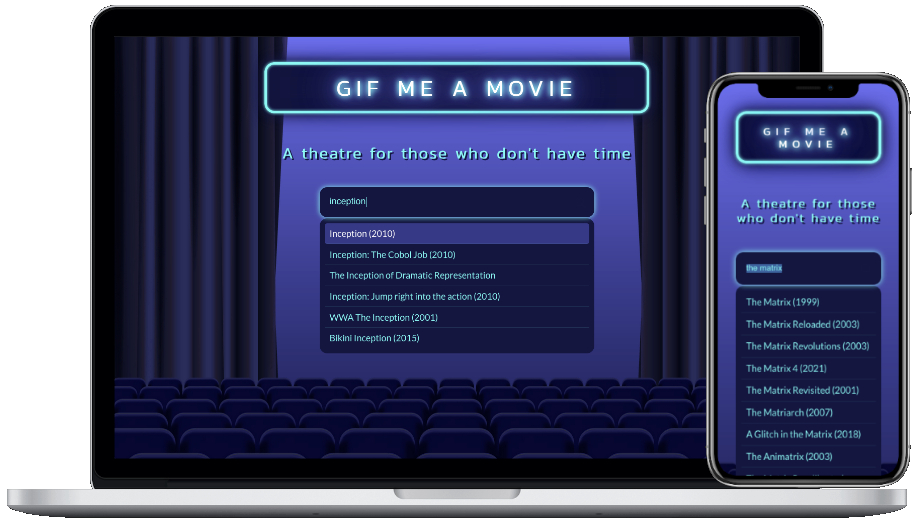 GIF ME A MOVIE
A theatre for those who don't have time
inception
Inception (2010)
Inception: The Cobol Job (2010)
The Inception of Dramatic Representation
Inception: Jump right into the action (2010)
WWA The Inception (2001)
Bikini Inception (2015)
GIF ME A
MOVIE
A theatre for those
who don't have time
the matrix
The Matrix (1999)
The Matrix Reloaded (2003)
The Matrix Revolutions (2003)
The Matrix 4 (2021)
The Matrix Revisited (2001)
The Matriarch (2007)
A Glitch in the Matrix (2018)
The Animatrix (2003)